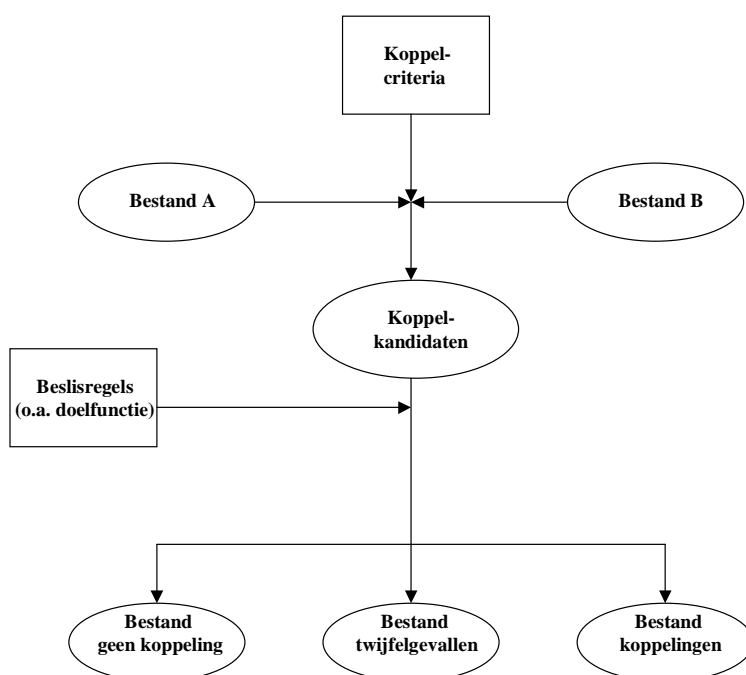 Koppel-
criteria
Bestand A
Bestand B
Koppel-
kandidaten
Beslisregels
(o.a. doelfunctie)
Bestand
geen koppeling
Bestand
twijfelgevallen
Bestand
koppelingen